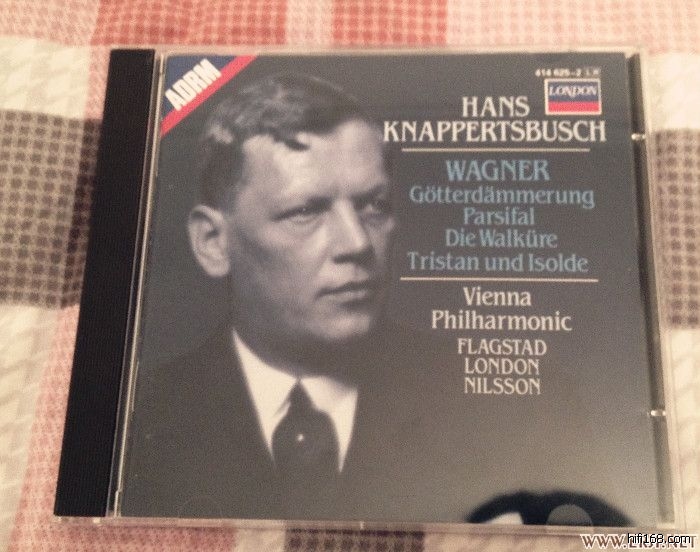 ADRM
414 625-2 LH
LONDON
HANS
KNAPPERTSBUSCH
WAGNER
Götterdämmerung
Parsifal
Die Walküre
Tristan und Isolde
Vienna
Philharmonic
FLAGSTAD
LONDON
NILSSON
hifi168.com